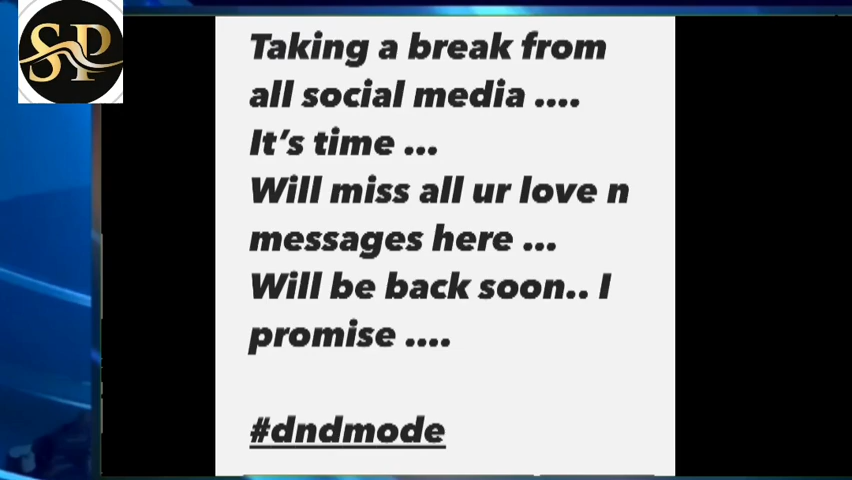 SP
Taking a break from
all social media ....
It's time ...
Will miss all ur love n
messages here ...
Will be back soon.. I
promise ....
#dndmode